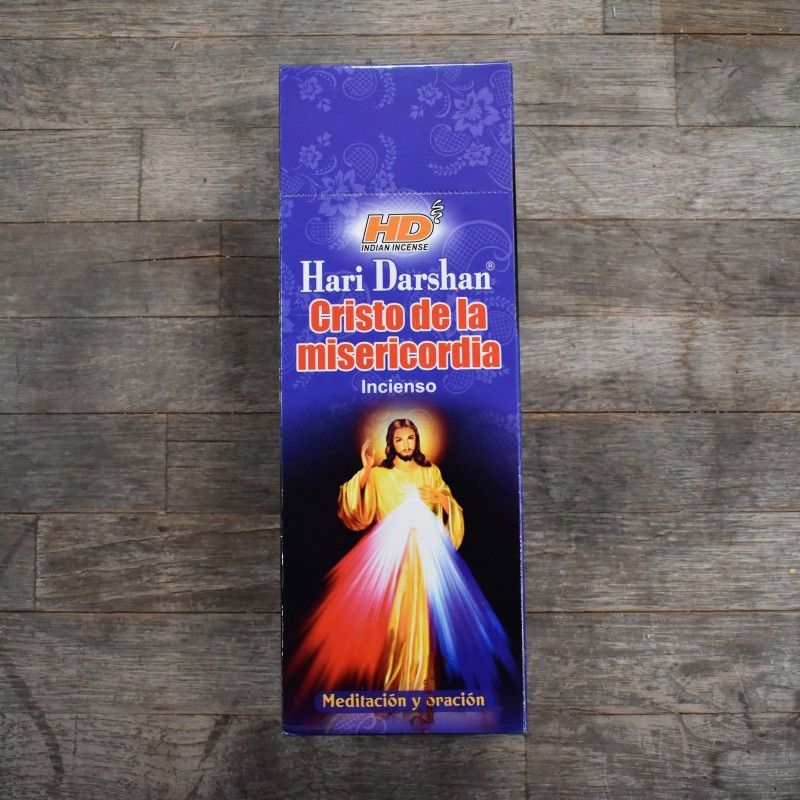 HD
INDIAN INCENSE
Hari Darshan®
Cristo de la
misericordia
Incienso
Meditación y oración